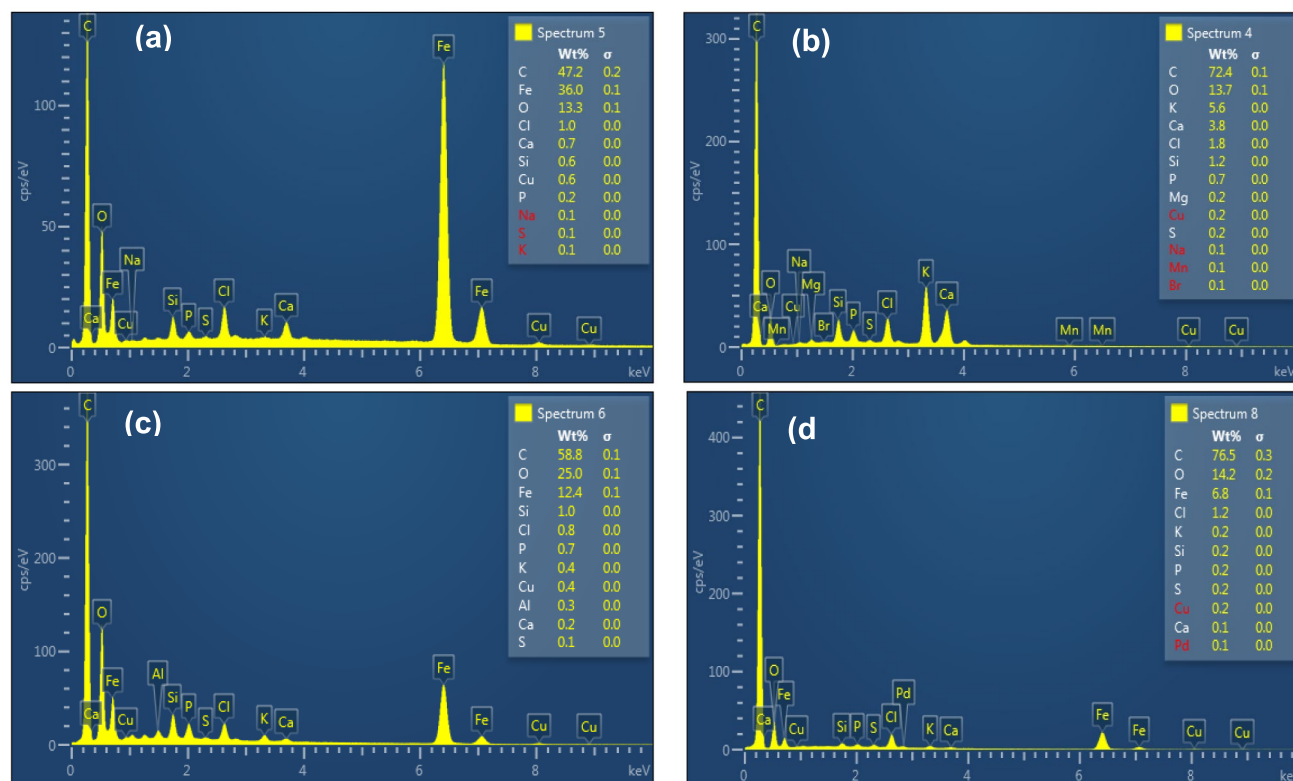 (a)
Spectrum 5
Wt% σ
C 47.2 0.2
Fe 36.0 0.1
O 13.3 0.1
Cl 1.0 0.0
Ca 0.7 0.0
Si 0.6 0.0
Cu 0.6 0.0
P 0.2 0.0
Na 0.1 0.0
S 0.1 0.0
K 0.1 0.0
C
Fe
O
Na
Fe
Si
Cl
Ca
Fe
Ca
Cu
P
S
K
Cu
Cu
100
50
0
cps/eV
0 2 4 6 8 keV
(b)
Spectrum 4
Wt% σ
C 72.4 0.1
O 13.7 0.1
K 5.6 0.0
Ca 3.8 0.0
Cl 1.8 0.0
Si 1.2 0.0
P 0.7 0.0
Mg 0.2 0.0
Cu 0.2 0.0
S 0.2 0.0
Na 0.1 0.0
Mn 0.1 0.0
Br 0.1 0.0
C
Na
K
O
Mg
Ca
Cu
Si
Cl
Ca
P
Mn
Br
S
Mn
Mn
Cu
Cu
300
200
100
0
cps/eV
0 2 4 6 8 keV
(c)
Spectrum 6
Wt% σ
C 58.8 0.1
O 25.0 0.1
Fe 12.4 0.1
Si 1.0 0.0
Cl 0.8 0.0
P 0.7 0.0
K 0.4 0.0
Cu 0.4 0.0
Al 0.3 0.0
Ca 0.2 0.0
S 0.1 0.0
C
O
Al
Fe
Fe
Si
P
Cl
Ca
Cu
S
K
Ca
Fe
Cu
Cu
300
200
100
0
cps/eV
0 2 4 6 8 keV
(d
Spectrum 8
Wt% σ
C 76.5 0.3
O 14.2 0.2
Fe 6.8 0.1
Cl 1.2 0.0
K 0.2 0.0
Si 0.2 0.0
P 0.2 0.0
S 0.2 0.0
Cu 0.2 0.0
Ca 0.1 0.0
Pd 0.1 0.0
C
O
Fe
Pd
Cl
Fe
Ca
Cu
Si
P
S
K
Ca
Fe
Cu
Cu
400
300
200
100
0
cps/eV
0 2 4 6 8 keV